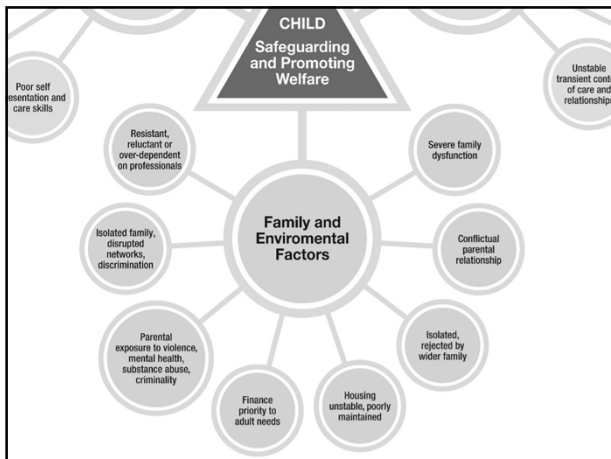 CHILD
Safeguarding
and Promoting
Welfare
Poor self
esentation and
care skills
Unstable
transient conte
of care and
relationships
Resistant,
reluctant or
over-dependent
on professionals
Severe family
dysfunction
Isolated family,
disrupted
networks,
discrimination
Family and
Enviromental
Factors
Conflictual
parental
relationship
Parental
exposure to violence,
mental health,
substance abuse,
criminality
Isolated,
rejected by
wider family
Finance
priority to
adult needs
Housing
unstable, poorly
maintained